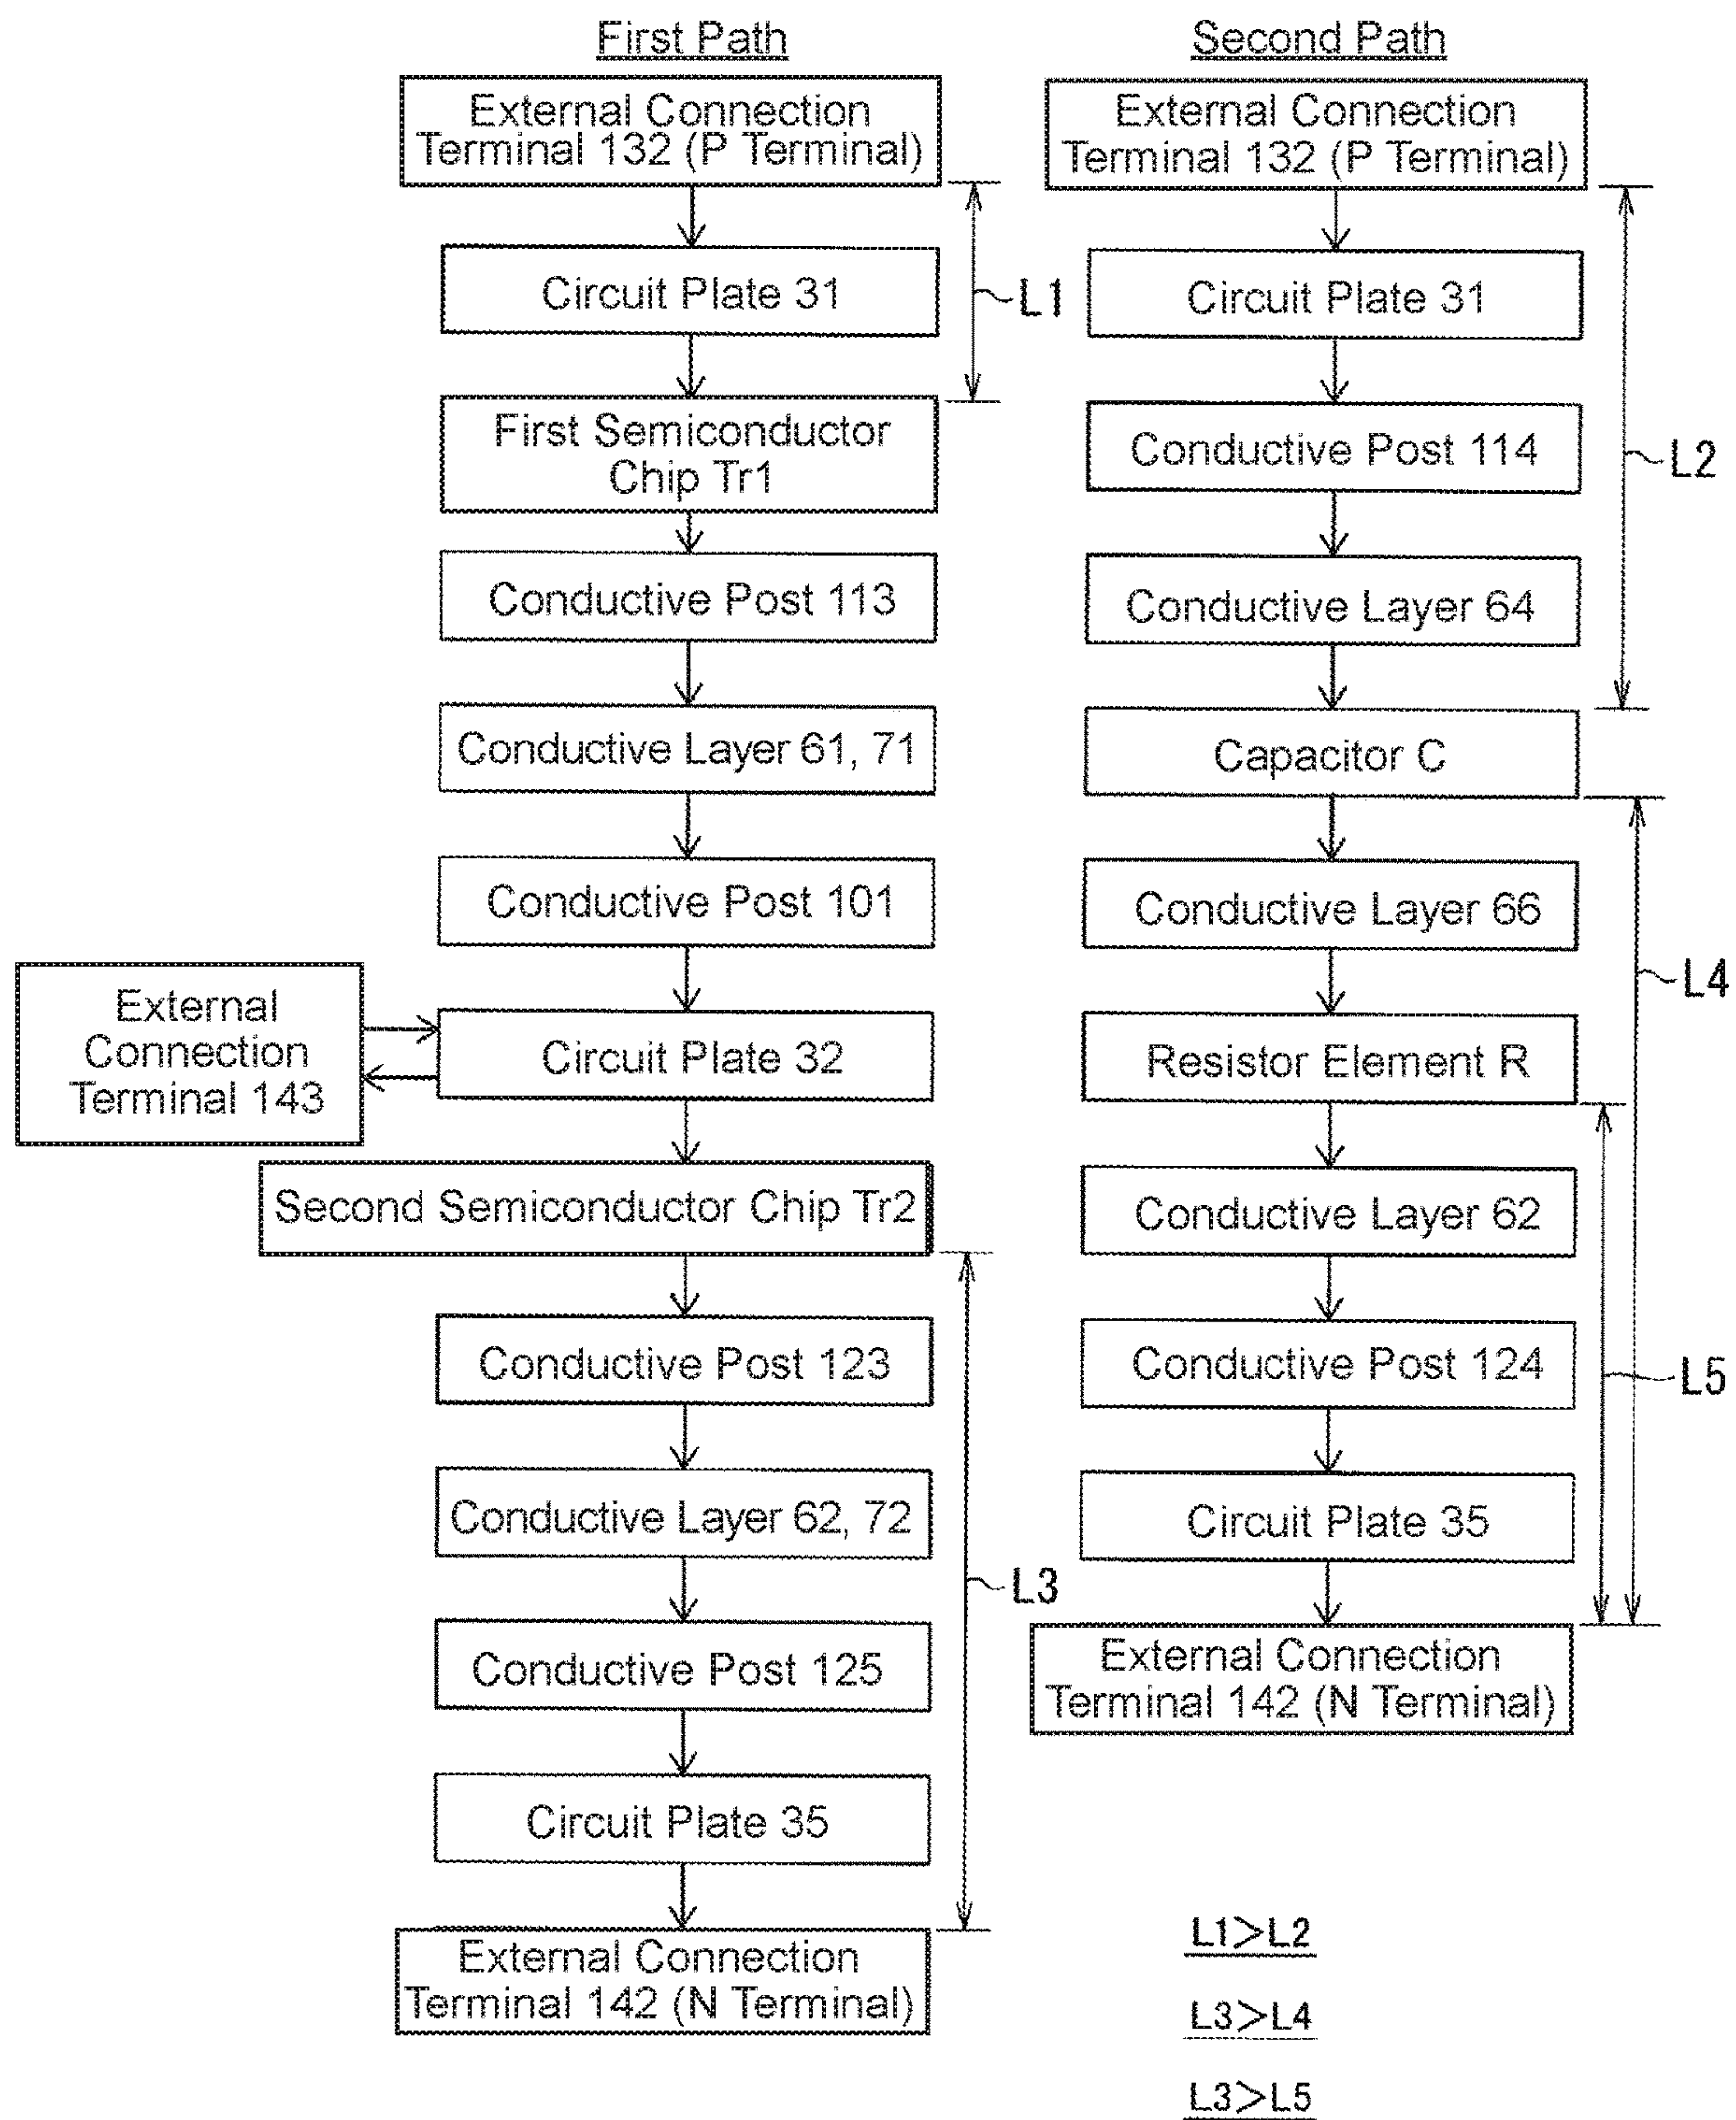 First Path
External Connection
Terminal 132 (P Terminal)
Circuit Plate 31
L1
First Semiconductor
Chip Tr1
Conductive Post 113
Conductive Layer 61, 71
Conductive Post 101
External
Connection
Terminal 143
Circuit Plate 32
Second Semiconductor Chip Tr2
Conductive Post 123
Conductive Layer 62, 72
L3
Conductive Post 125
Circuit Plate 35
External Connection
Terminal 142 (N Terminal)
Second Path
External Connection
Terminal 132 (P Terminal)
Circuit Plate 31
Conductive Post 114
L2
Conductive Layer 64
Capacitor C
Conductive Layer 66
L4
Resistor Element R
Conductive Layer 62
Conductive Post 124
L5
Circuit Plate 35
External Connection
Terminal 142 (N Terminal)
L1>L2
L3>L4
L3>L5